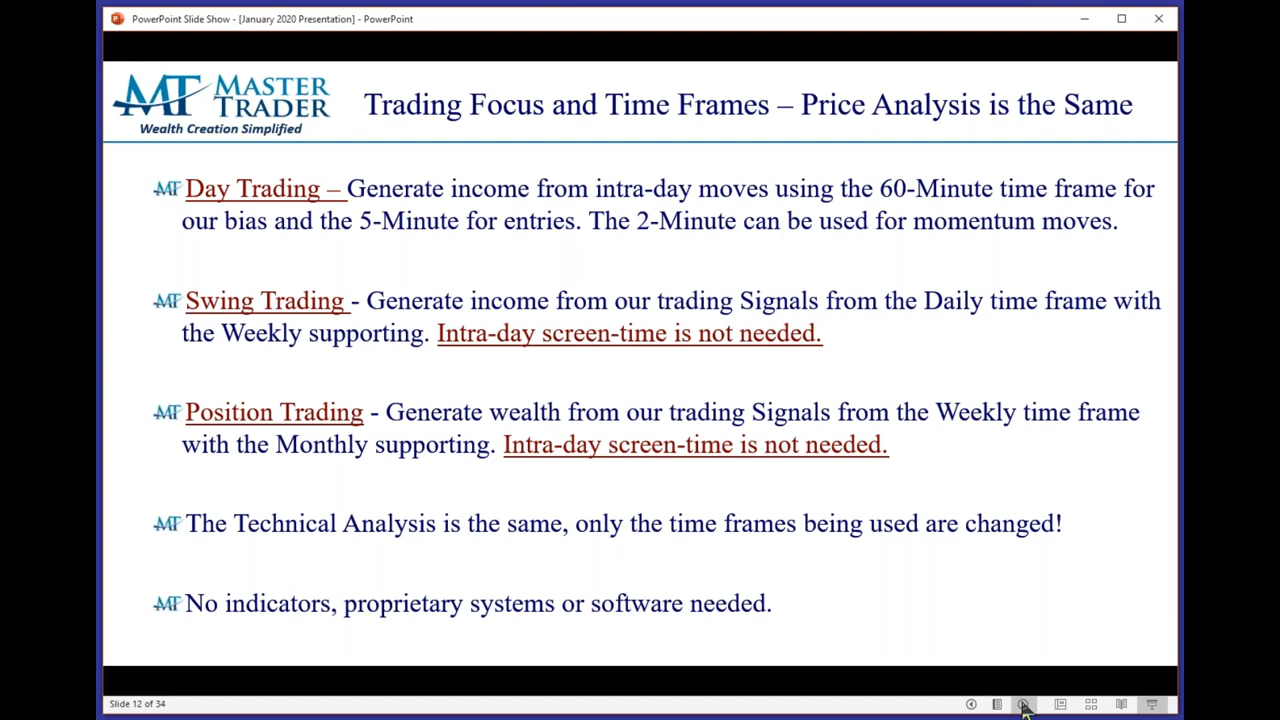 PowerPoint Slide Show - [January 2020 Presentation] - PowerPoint
MT MASTER
TRADER
Wealth Creation Simplified
Trading Focus and Time Frames – Price Analysis is the Same
MT Day Trading – Generate income from intra-day moves using the 60-Minute time frame for
our bias and the 5-Minute for entries. The 2-Minute can be used for momentum moves.
MT Swing Trading - Generate income from our trading Signals from the Daily time frame with
the Weekly supporting. Intra-day screen-time is not needed.
MT Position Trading - Generate wealth from our trading Signals from the Weekly time frame
with the Monthly supporting. Intra-day screen-time is not needed.
MT The Technical Analysis is the same, only the time frames being used are changed!
MT No indicators, proprietary systems or software needed.
Slide 12 of 34